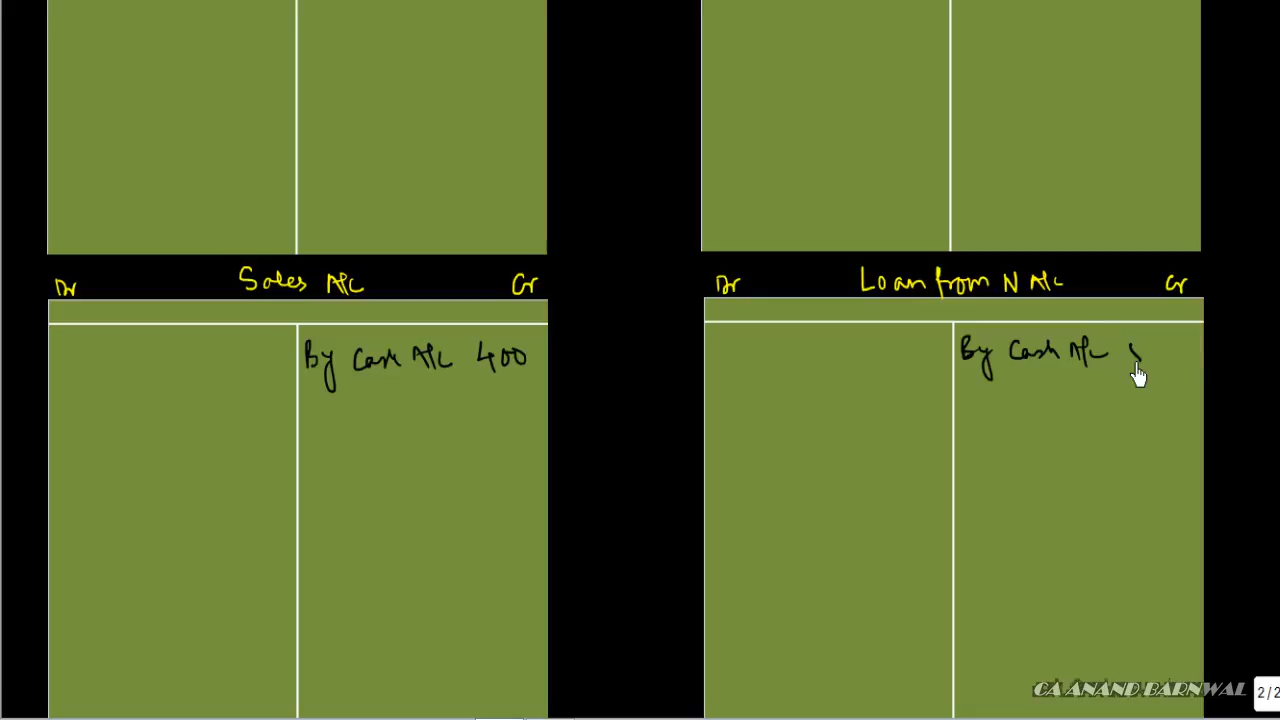 Dr Sales A/c Cr
By Cash A/c 400
Dr Loan from N A/c Cr
By Cash A/c
CA ANAND BARNWAL
2/2